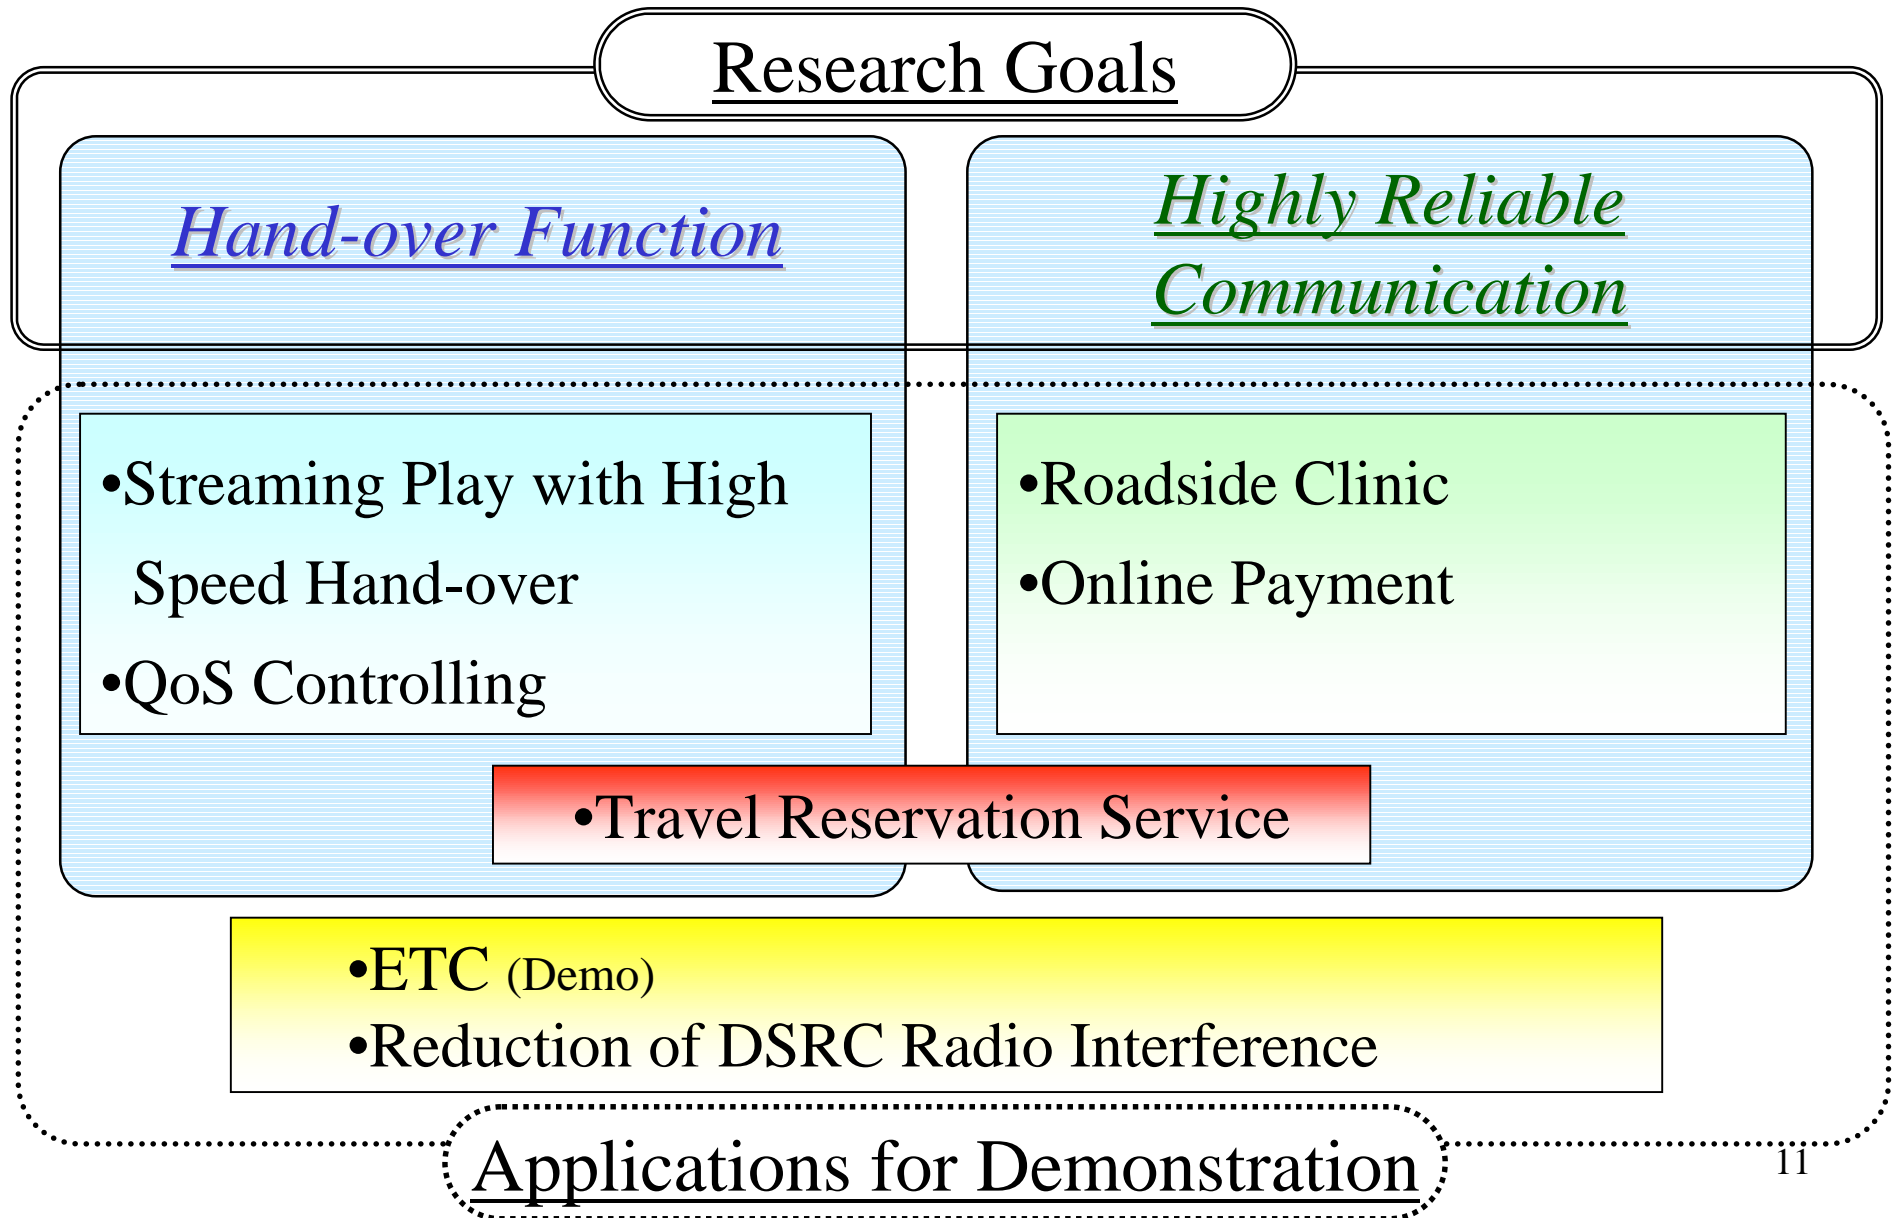 Research Goals
Hand-over Function
Highly Reliable
Communication
•Streaming Play with High
Speed Hand-over
•QoS Controlling
•Roadside Clinic
•Online Payment
•Travel Reservation Service
•ETC (Demo)
•Reduction of DSRC Radio Interference
Applications for Demonstration
11